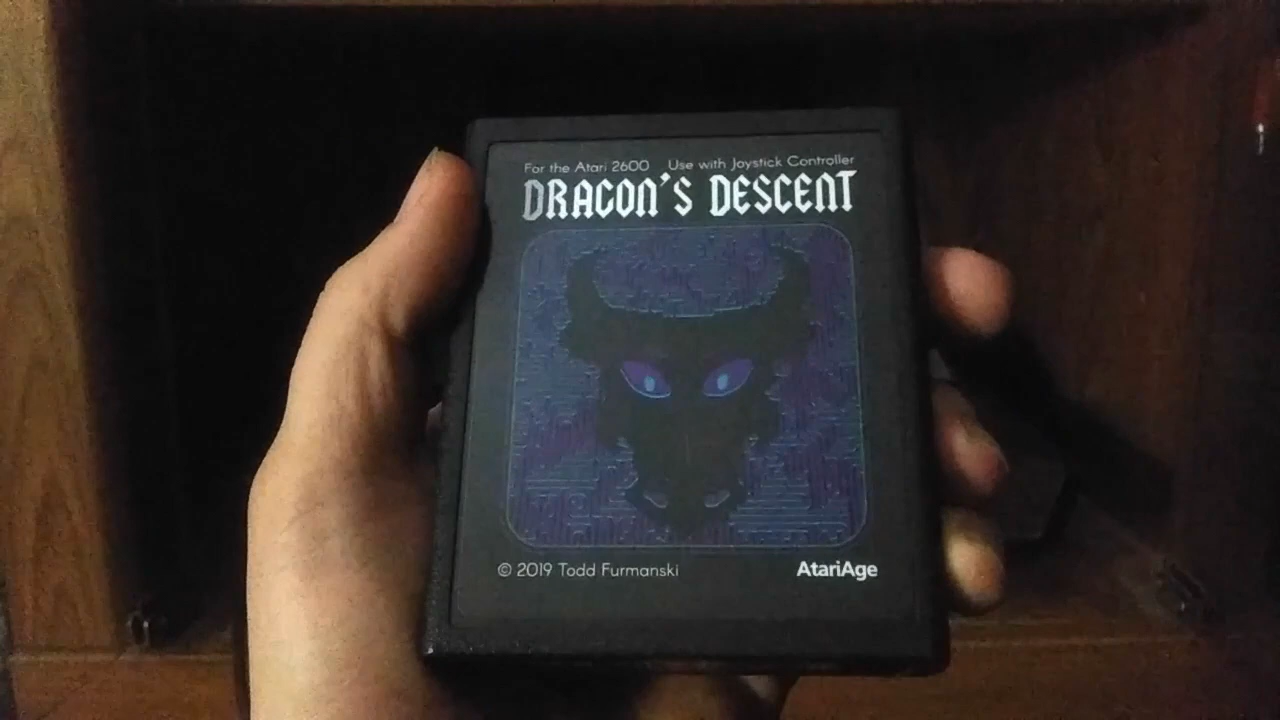 For the Atari 2600 Use with Joystick Controller
DRAGON'S DESCENT
© 2019 Todd Furmanski AtariAge